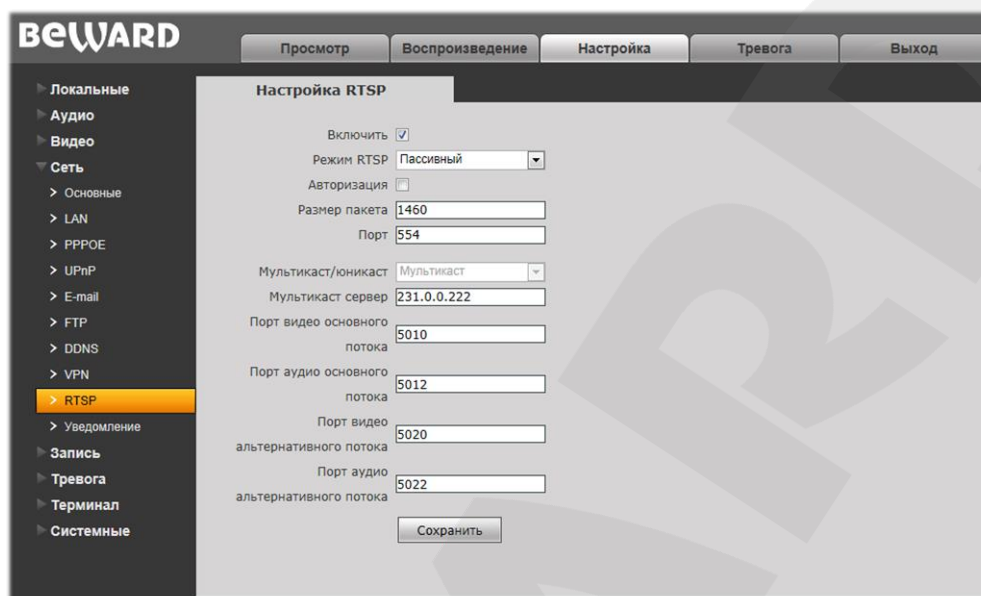 BEWARD
Просмотр Воспроизведение Настройка Тревога Выход
Локальные
Аудио
Видео
Сеть
> Основные
> LAN
> PPPOE
> UPnP
> E-mail
> FTP
> DDNS
> VPN
> RTSP
> Уведомление
Запись
Тревога
Терминал
Системные
Настройка RTSP
Включить
Режим RTSP Пассивный
Авторизация
Размер пакета 1460
Порт 554
Мультикаст/юникаст Мультикаст
Мультикаст сервер 231.0.0.222
Порт видео основного
потока 5010
Порт аудио основного
потока 5012
Порт видео
альтернативного потока 5020
Порт аудио
альтернативного потока 5022
Сохранить